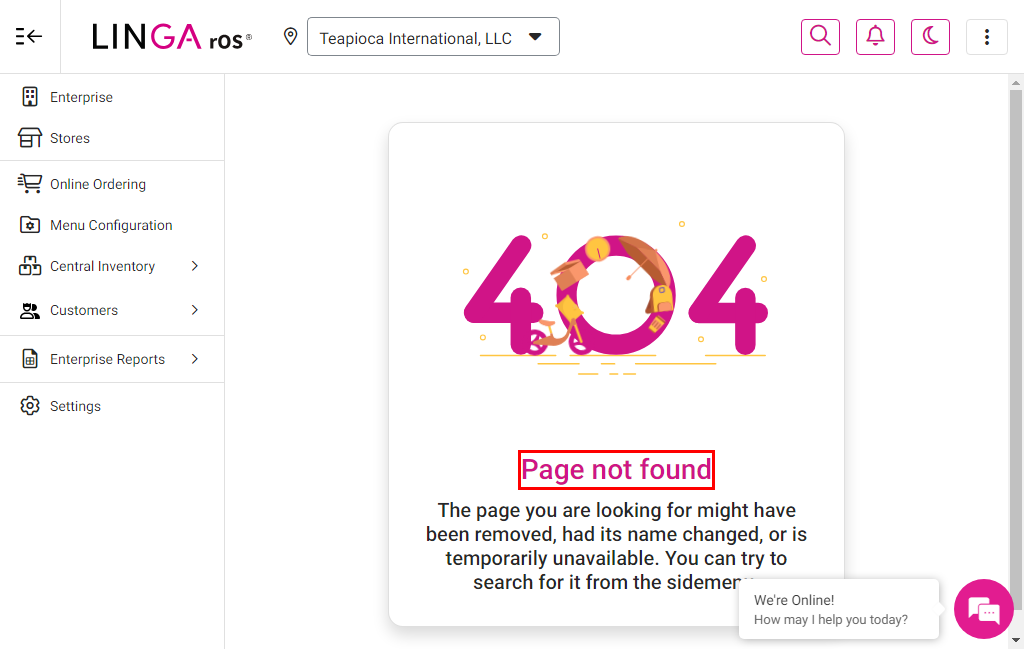 LINGA ros®
Teapioca International, LLC
Enterprise
Stores
Online Ordering
Menu Configuration
Central Inventory
Customers
Enterprise Reports
Settings
404
Page not found
The page you are looking for might have
been removed, had its name changed, or is
temporarily unavailable. You can try to
search for it from the sidemenu.
We're Online!
How may I help you today?